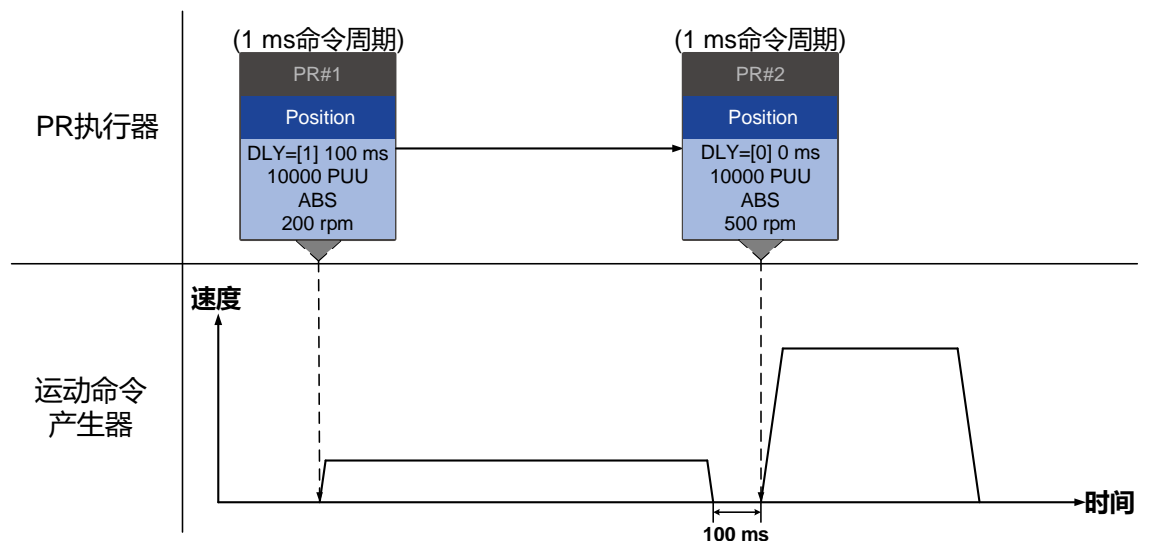 (1 ms命令周期)
(1 ms命令周期)
PR执行器
PR#1
Position
DLY=[1] 100 ms
10000 PUU
ABS
200 rpm
PR#2
Position
DLY=[0] 0 ms
10000 PUU
ABS
500 rpm
运动命令
产生器
速度
时间
100 ms